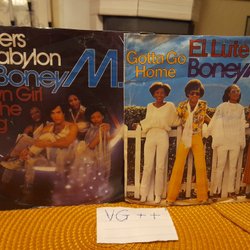 ers
abylon
Boney M.
n Girl
he
g
Gotta Go
Home
El Lute
Boney
VG ++